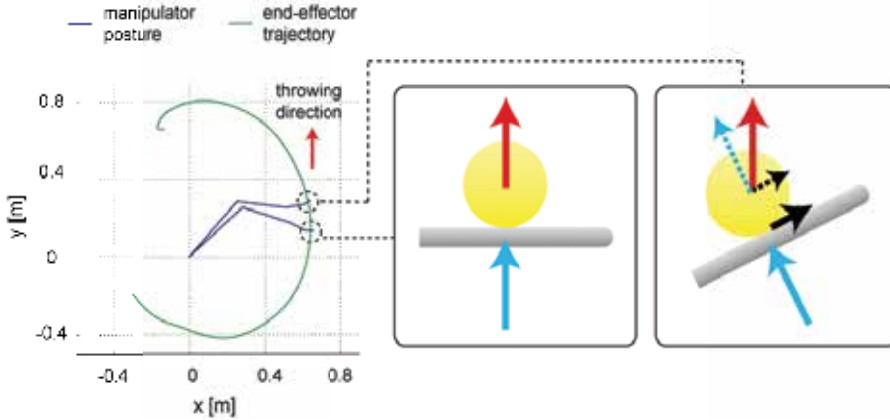 manipulator
posture
end-effector
trajectory
throwing
direction
0.8
0.4
0
-0.4
y [m]
-0.4
0
0.4
0.8
x [m]